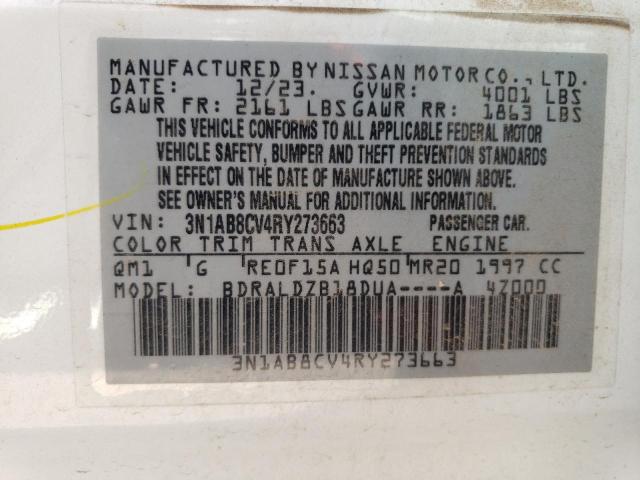 MANUFACTURED BY NISSAN MOTOR CO., LTD.
DATE: 12/23. GVWR: 4001 LBS
GAWR FR: 2161 LBS GAWR RR: 1863 LBS
THIS VEHICLE CONFORMS TO ALL APPLICABLE FEDERAL MOTOR
VEHICLE SAFETY, BUMPER AND THEFT PREVENTION STANDARDS
IN EFFECT ON THE DATE OF MANUFACTURE SHOWN ABOVE.
SEE OWNER'S MANUAL FOR ADDITIONAL INFORMATION.
VIN: 3N1AB8CV4RY273663 PASSENGER CAR.
COLOR TRIM TRANS AXLE ENGINE
QM1 G RE0F15A HQ50 MR20 1997 CC
MODEL: BDRALDZB18DUA----A 4Z000
3N1AB8CV4RY273663